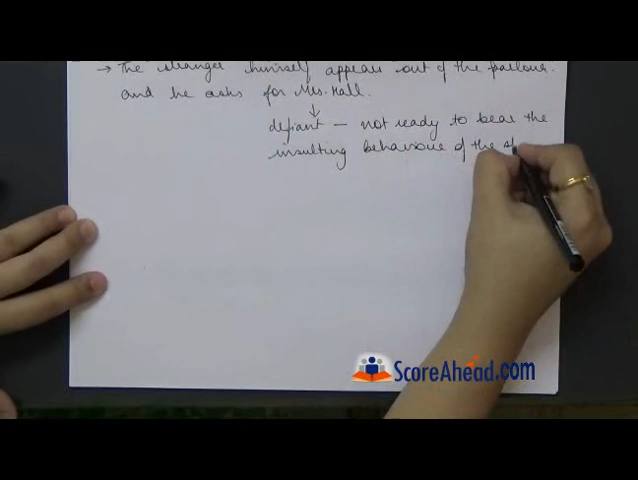 → The stranger himself appears out of the parlour.
and he asks for Mrs. Hall.
↓
defiant — not ready to bear the
insulting behaviour of the
ScoreAhead.com